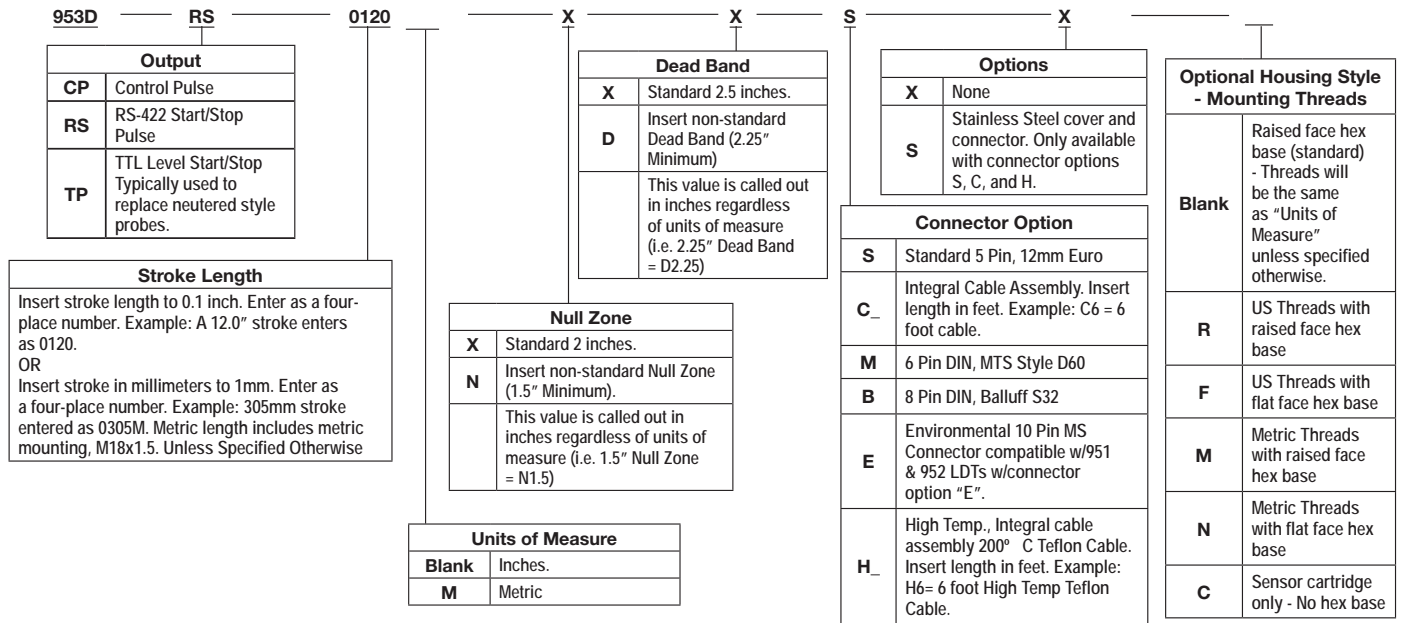 953D RS 0120 X X S X
Output
CP Control Pulse
RS RS-422 Start/Stop
Pulse
TP TTL Level Start/Stop
Typically used to
replace neutered style
probes.
Stroke Length
Insert stroke length to 0.1 inch. Enter as a four-
place number. Example: A 12.0″ stroke enters
as 0120.
OR
Insert stroke in millimeters to 1mm. Enter as
a four-place number. Example: 305mm stroke
entered as 0305M. Metric length includes metric
mounting, M18x1.5. Unless Specified Otherwise
Units of Measure
Blank Inches.
M Metric
Null Zone
X Standard 2 inches.
N Insert non-standard Null Zone
(1.5″ Minimum).
This value is called out in
inches regardless of units of
measure (i.e. 1.5″ Null Zone
= N1.5)
Dead Band
X Standard 2.5 inches.
D Insert non-standard
Dead Band (2.25″
Minimum)
This value is called out
in inches regardless
of units of measure
(i.e. 2.25″ Dead Band
= D2.25)
Options
X None
S Stainless Steel cover and
connector. Only available
with connector options
S, C, and H.
Connector Option
S Standard 5 Pin, 12mm Euro
C_ Integral Cable Assembly. Insert
length in feet. Example: C6 = 6
foot cable.
M 6 Pin DIN, MTS Style D60
B 8 Pin DIN, Balluff S32
E Environmental 10 Pin MS
Connector compatible w/951
& 952 LDTs w/connector
option “E”.
H_ High Temp., Integral cable
assembly 200º C Teflon Cable.
Insert length in feet. Example:
H6= 6 foot High Temp Teflon
Cable.
Optional Housing Style
- Mounting Threads
Blank Raised face hex
base (standard)
- Threads will
be the same
as “Units of
Measure”
unless specified
otherwise.
R US Threads with
raised face hex
base
F US Threads with
flat face hex base
M Metric Threads
with raised face
hex base
N Metric Threads
with flat face hex
base
C Sensor cartridge
only - No hex base